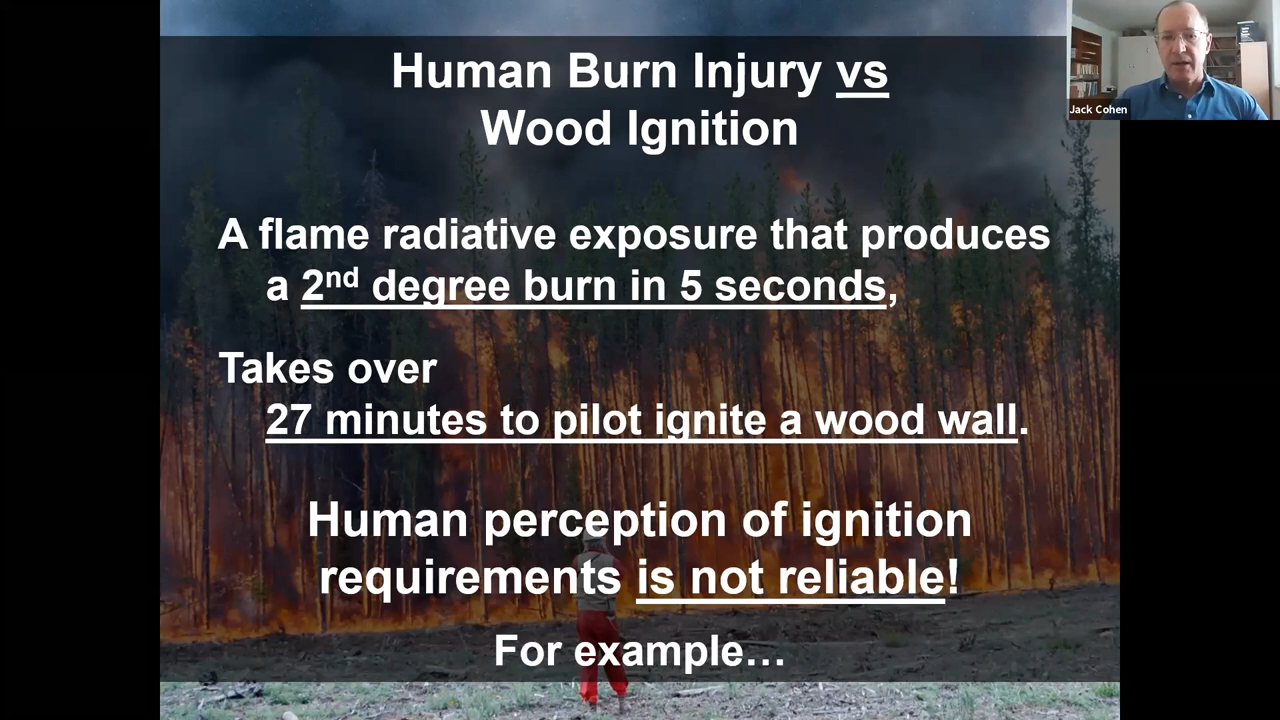 Human Burn Injury vs
Wood Ignition
A flame radiative exposure that produces
a 2nd degree burn in 5 seconds,
Takes over
27 minutes to pilot ignite a wood wall.
Human perception of ignition
requirements is not reliable!
For example…
Jack Cohen